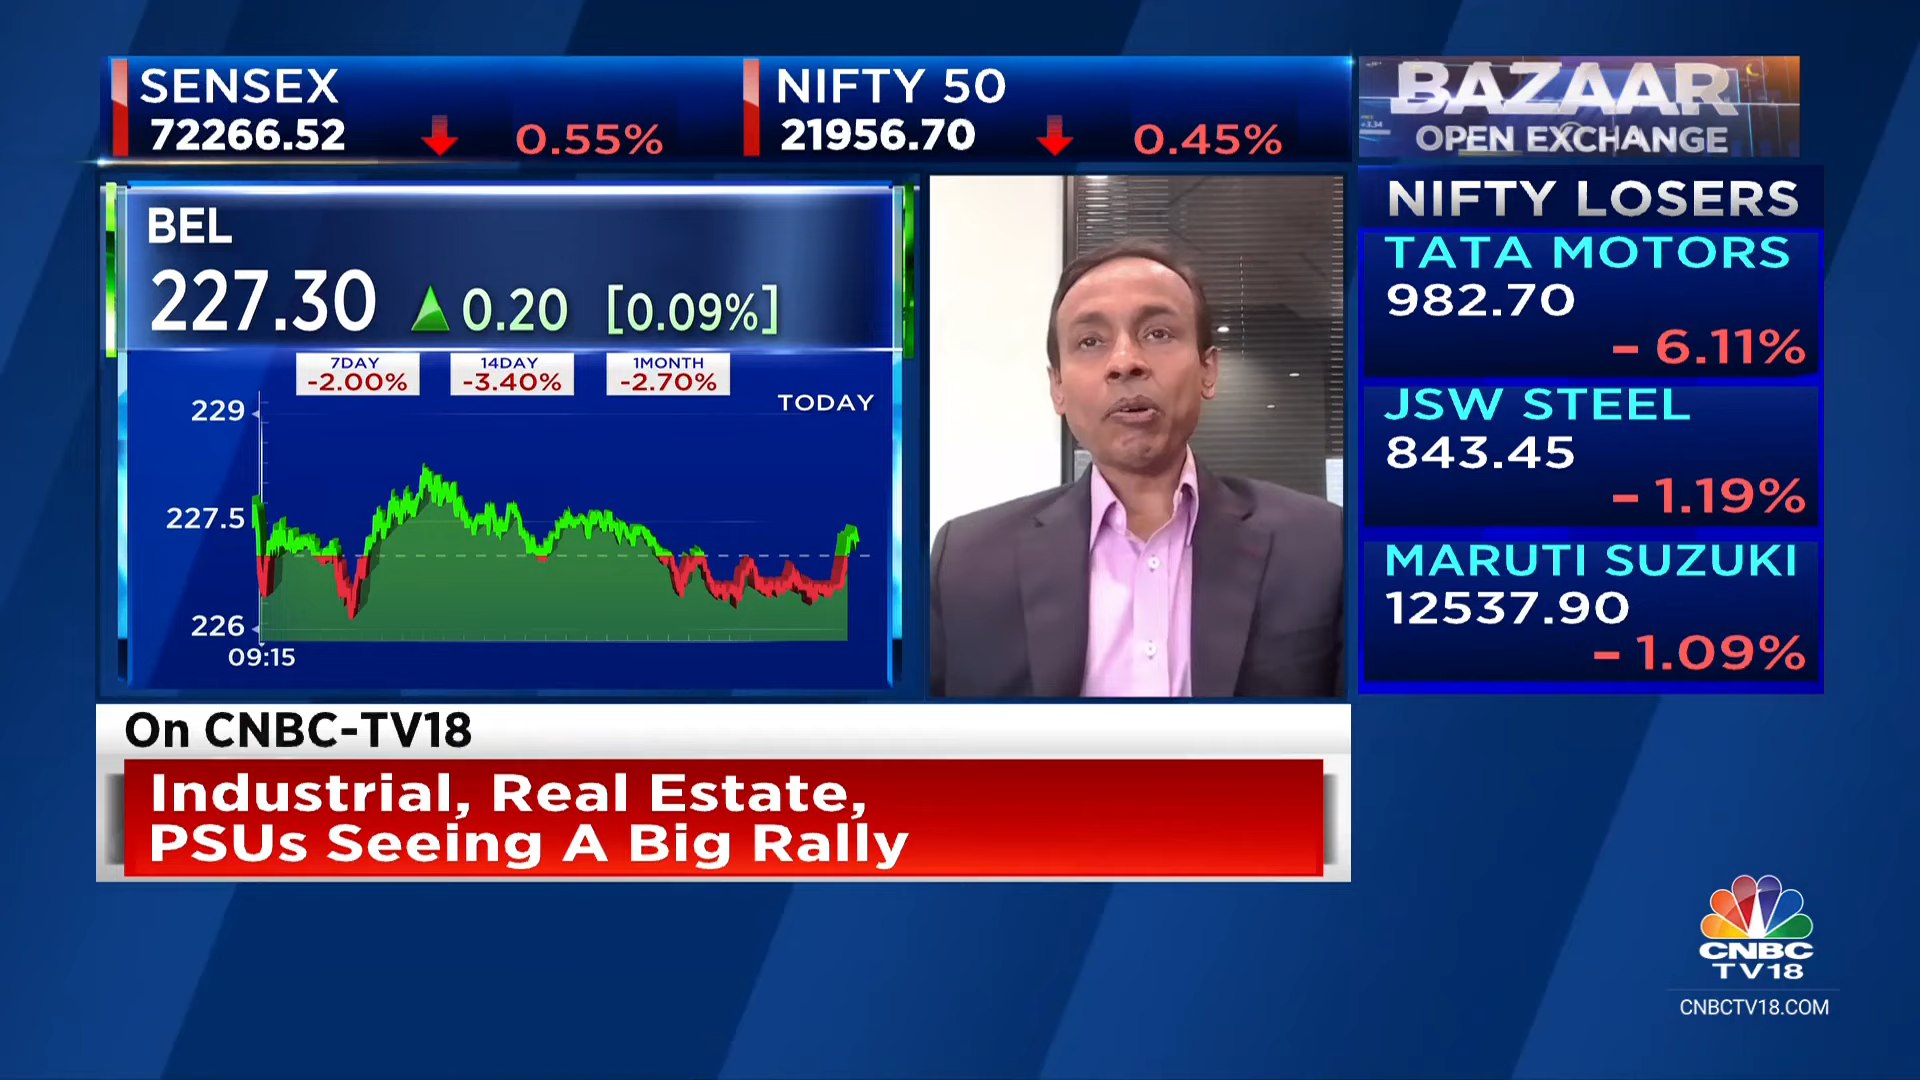 SENSEX
72266.52 0.55%
NIFTY 50
21956.70 0.45%
BAZAAR
OPEN EXCHANGE
BEL
227.30 0.20 [0.09%]
7DAY
-2.00%
14DAY
-3.40%
1MONTH
-2.70%
TODAY
229
227.5
226
09:15
NIFTY LOSERS
TATA MOTORS
982.70
- 6.11%
JSW STEEL
843.45
- 1.19%
MARUTI SUZUKI
12537.90
- 1.09%
On CNBC-TV18
Industrial, Real Estate,
PSUs Seeing A Big Rally
CNBC
TV18
CNBCTV18.COM